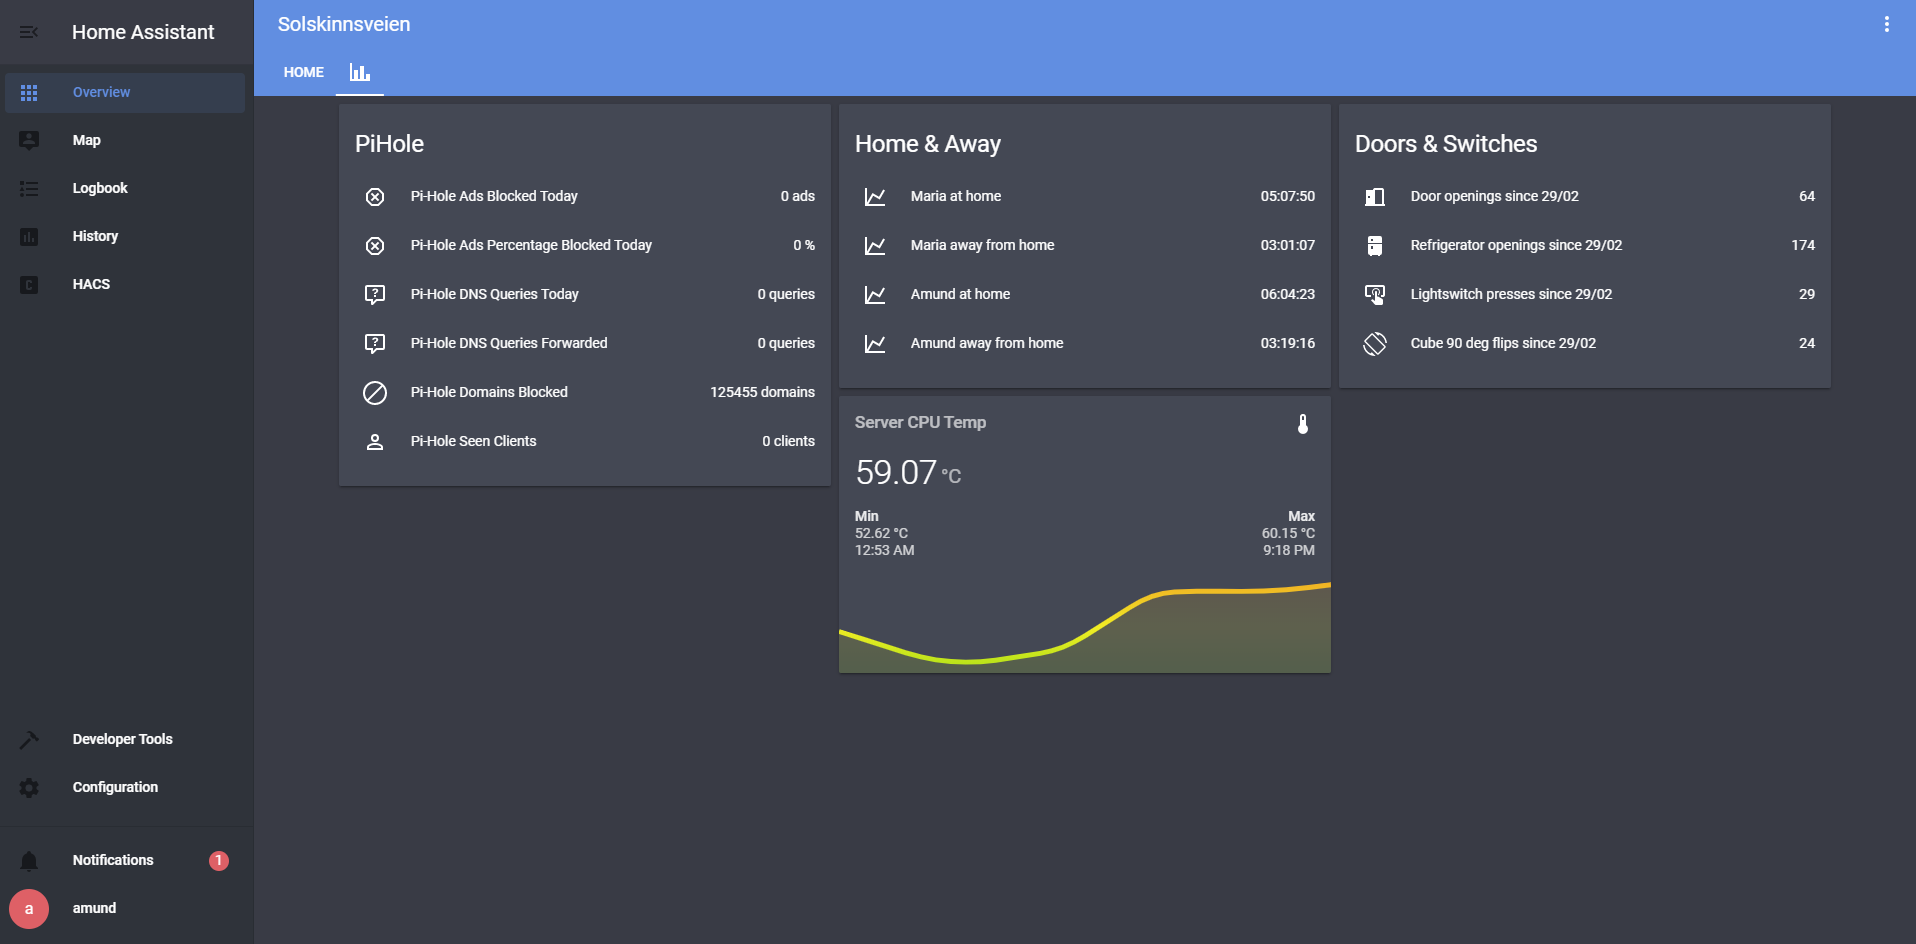 Home Assistant
Overview
Map
Logbook
History
C
HACS
Developer Tools
Configuration
Notifications
1
a
amund
Solskinnsveien
HOME
PiHole
Pi-Hole Ads Blocked Today 0 ads
Pi-Hole Ads Percentage Blocked Today 0 %
? Pi-Hole DNS Queries Today 0 queries
? Pi-Hole DNS Queries Forwarded 0 queries
Pi-Hole Domains Blocked 125455 domains
Pi-Hole Seen Clients 0 clients
Home & Away
Maria at home 05:07:50
Maria away from home 03:01:07
Amund at home 06:04:23
Amund away from home 03:19:16
Server CPU Temp
59.07 °C
Min Max
52.62 °C 60.15 °C
12:53 AM 9:18 PM
Doors & Switches
Door openings since 29/02 64
Refrigerator openings since 29/02 174
Lightswitch presses since 29/02 29
Cube 90 deg flips since 29/02 24